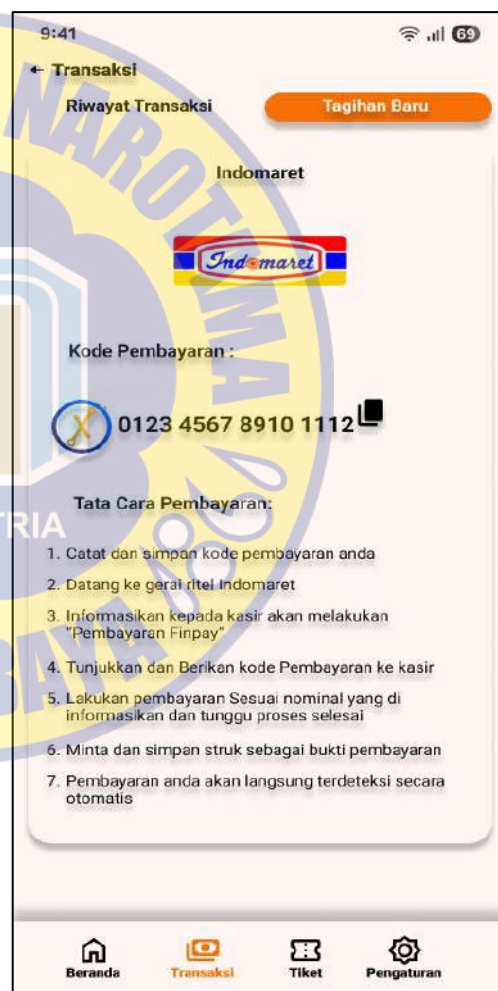 9:41
69
← Transaksi
Riwayat Transaksi
Tagihan Baru
Indomaret
Indomaret
Kode Pembayaran :
0123 4567 8910 1112
Tata Cara Pembayaran:
1. Catat dan simpan kode pembayaran anda
2. Datang ke gerai ritel Indomaret
3. Informasikan kepada kasir akan melakukan
"Pembayaran Finpay"
4. Tunjukkan dan Berikan kode Pembayaran ke kasir
5. Lakukan pembayaran Sesuai nominal yang di
informasikan dan tunggu proses selesai
6. Minta dan simpan struk sebagai bukti pembayaran
7. Pembayaran anda akan langsung terdeteksi secara
otomatis
Beranda
Transaksi
Tiket
Pengaturan
NAROTAMA
TRIA
BAYA